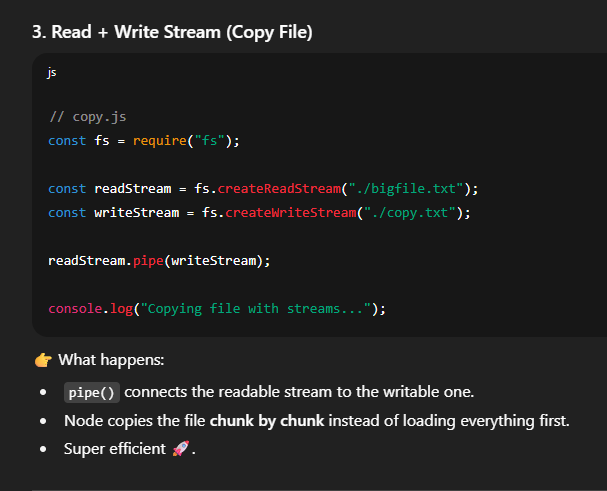 3. Read + Write Stream (Copy File)
js
// copy.js
const fs = require("fs");
const readStream = fs.createReadStream("./bigfile.txt");
const writeStream = fs.createWriteStream("./copy.txt");
readStream.pipe(writeStream);
console.log("Copying file with streams...");
👉 What happens:
• pipe() connects the readable stream to the writable one.
• Node copies the file chunk by chunk instead of loading everything first.
• Super efficient 🚀.